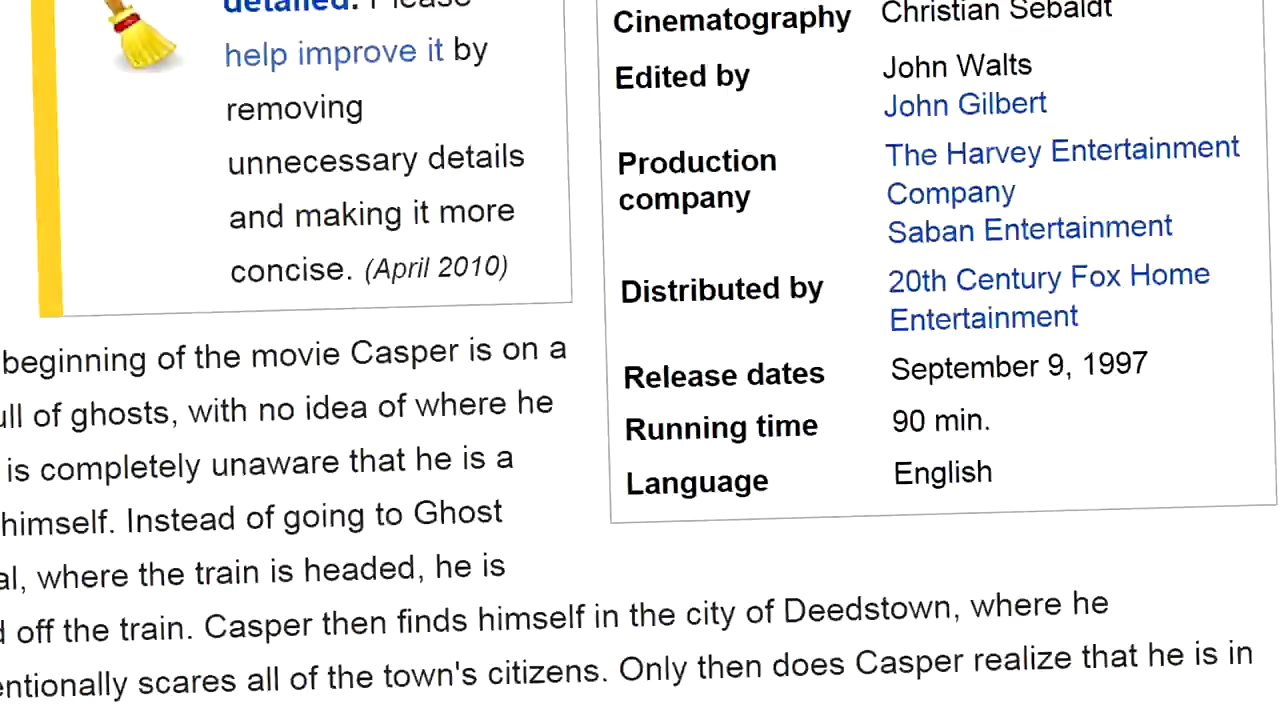 detailed. Please
help improve it by
removing
unnecessary details
and making it more
concise. (April 2010)
Cinematography Christian Sebaldt
Edited by John Walts
John Gilbert
Production company The Harvey Entertainment
Company
Saban Entertainment
Distributed by 20th Century Fox Home
Entertainment
Release dates September 9, 1997
Running time 90 min.
Language English
beginning of the movie Casper is on a
of ghosts, with no idea of where he
is completely unaware that he is a
himself. Instead of going to Ghost
where the train is headed, he is
off the train. Casper then finds himself in the city of Deedstown, where he
scares all of the town's citizens. Only then does Casper realize that he is in